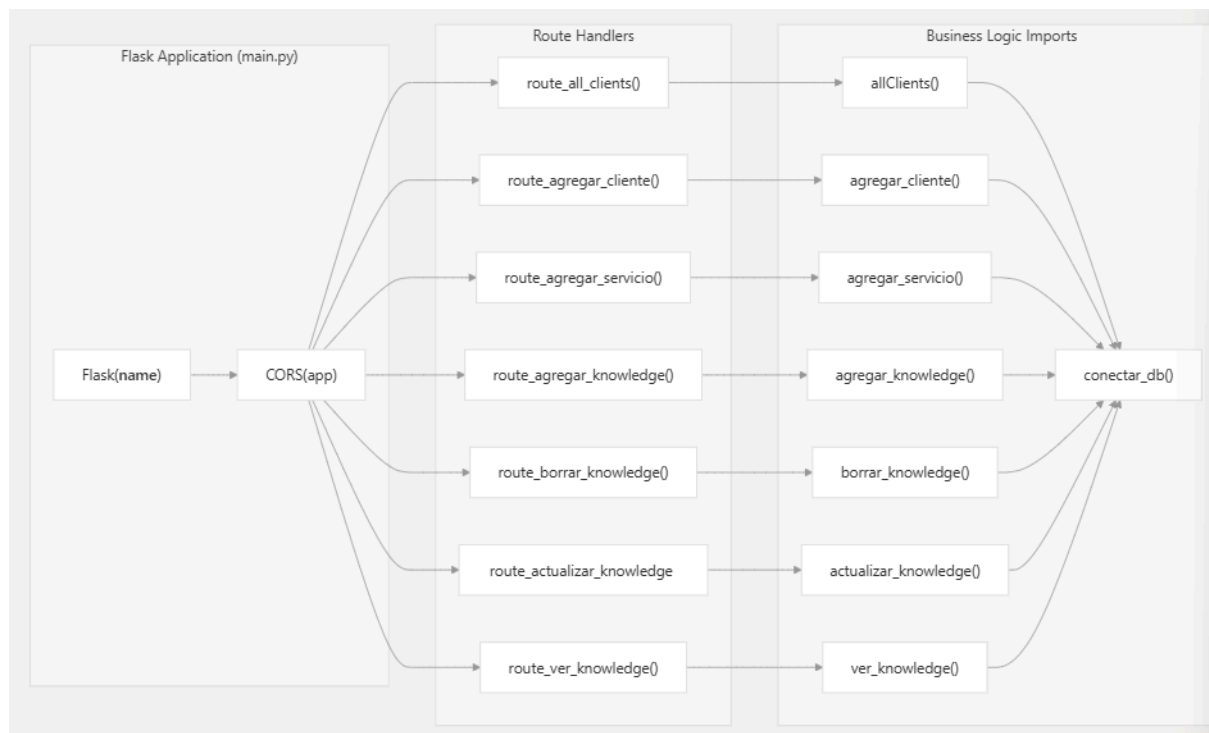 Flask Application (main.py)
Flask(name)
CORS(app)
Route Handlers
route_all_clients()
route_agregar_cliente()
route_agregar_servicio()
route_agregar_knowledge()
route_borrar_knowledge()
route_actualizar_knowledge
route_ver_knowledge()
Business Logic Imports
allClients()
agregar_cliente()
agregar_servicio()
agregar_knowledge()
borrar_knowledge()
actualizar_knowledge()
ver_knowledge()
conectar_db()